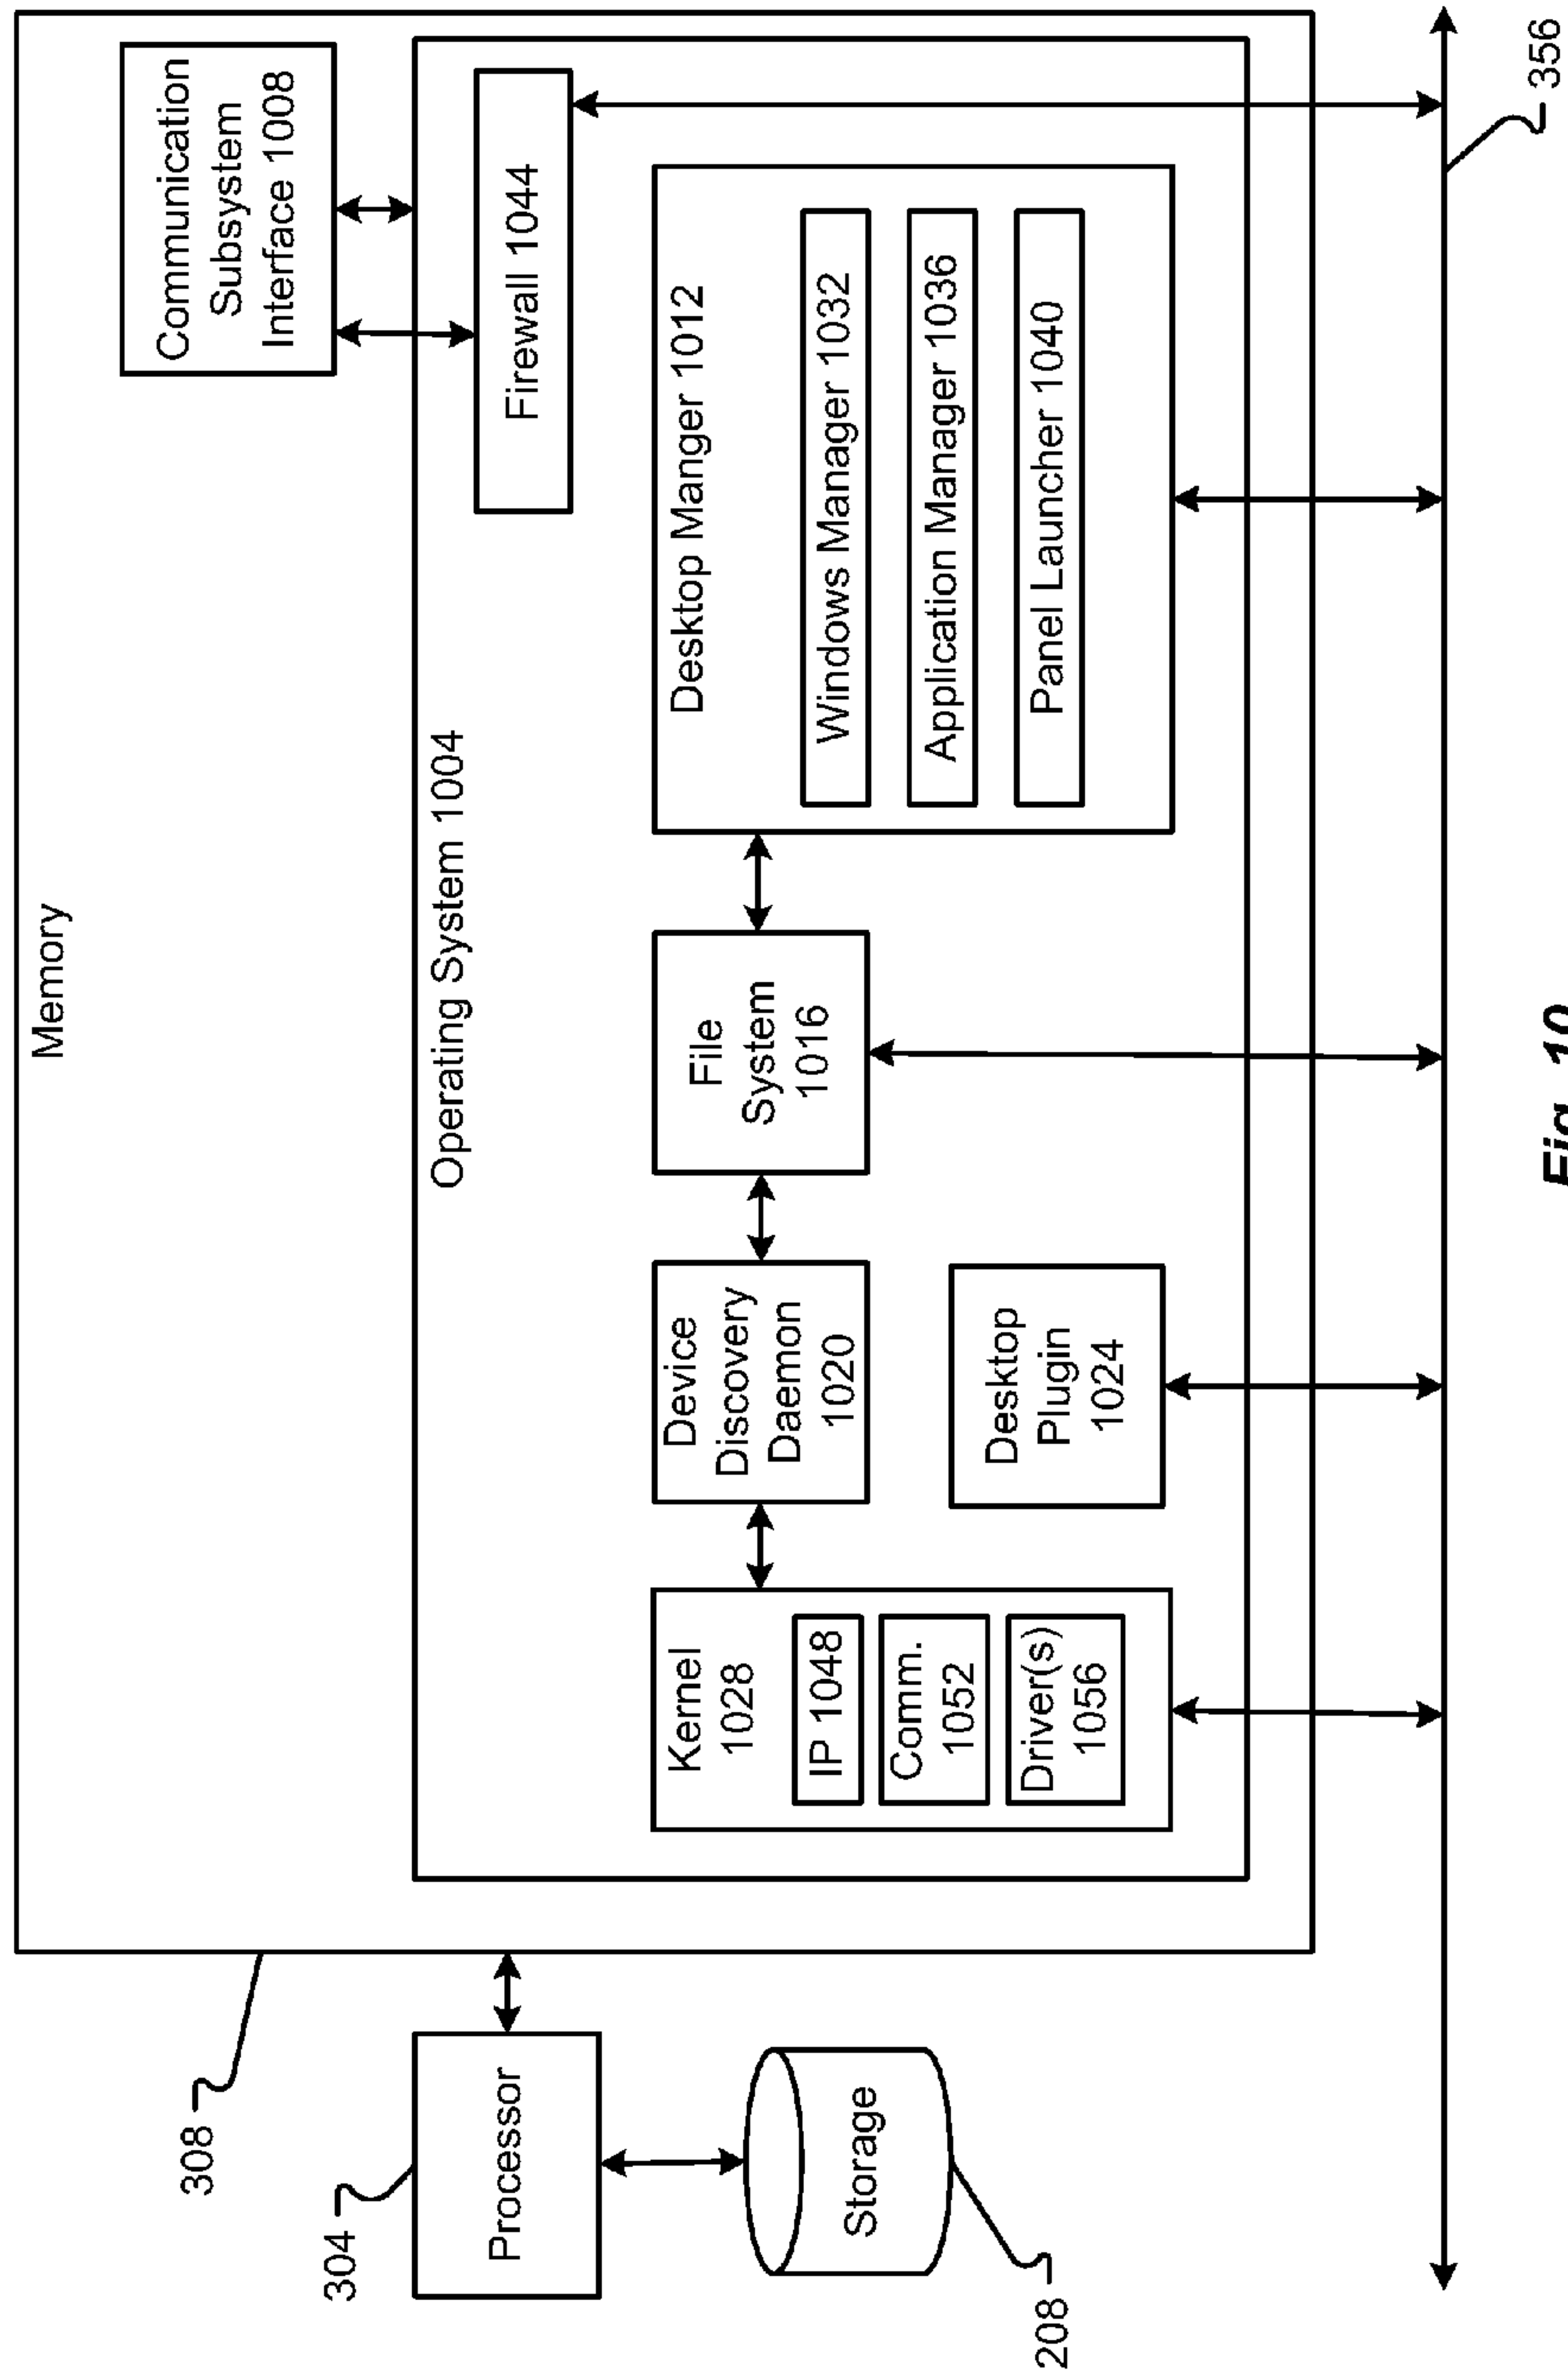 Memory
308
Communication
Subsystem
Interface 1008
Operating System 1004
Firewall 1044
304
Processor
Storage
208
Kernel
1028
IP 1048
Comm.
1052
Driver(s)
1056
Device
Discovery
Daemon
1020
Desktop
Plugin
1024
File
System
1016
Desktop Manger 1012
Windows Manager 1032
Application Manager 1036
Panel Launcher 1040
356
Fig. 10